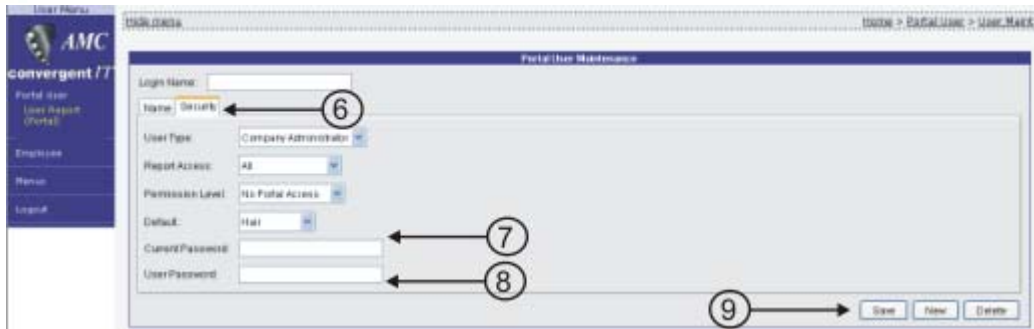 User Menu
AMC
convergent IT
Portal User
User Report
(Portal)
Employee
Menus
Logout
Hide menu
Home > Portal User > User Maint
Portal User Maintenance
Login Name:
Name Security
6
User Type: Company Administrator
Report Access: All
Permission Level: No Portal Access
Default:
7
Current Password:
User Password:
8
9
Save New Delete